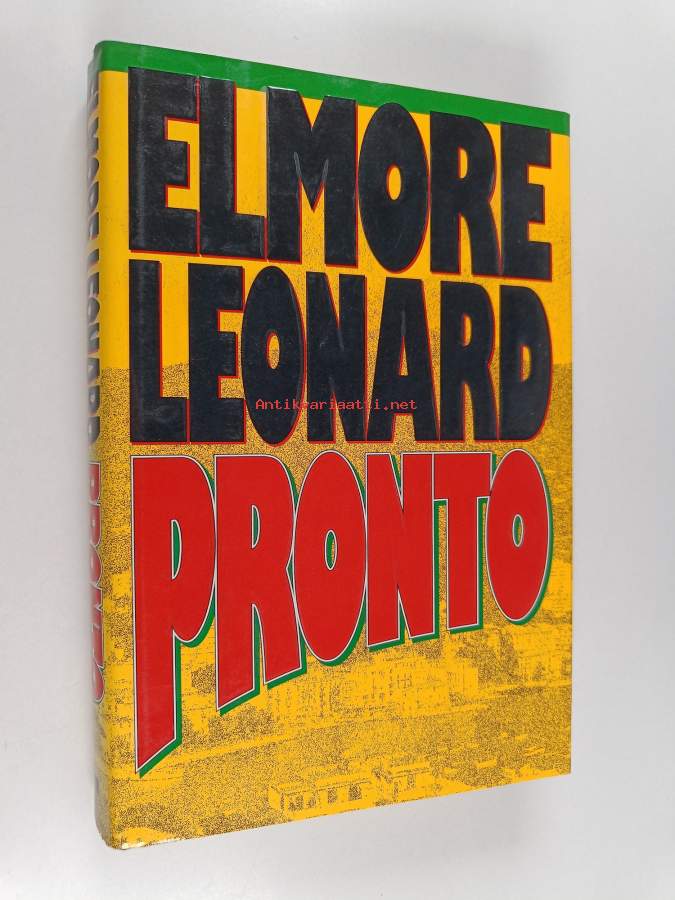 ELMORE
LEONARD
PRONTO
ELMORE LEONARD PRONTO
Antikvariaatti.net